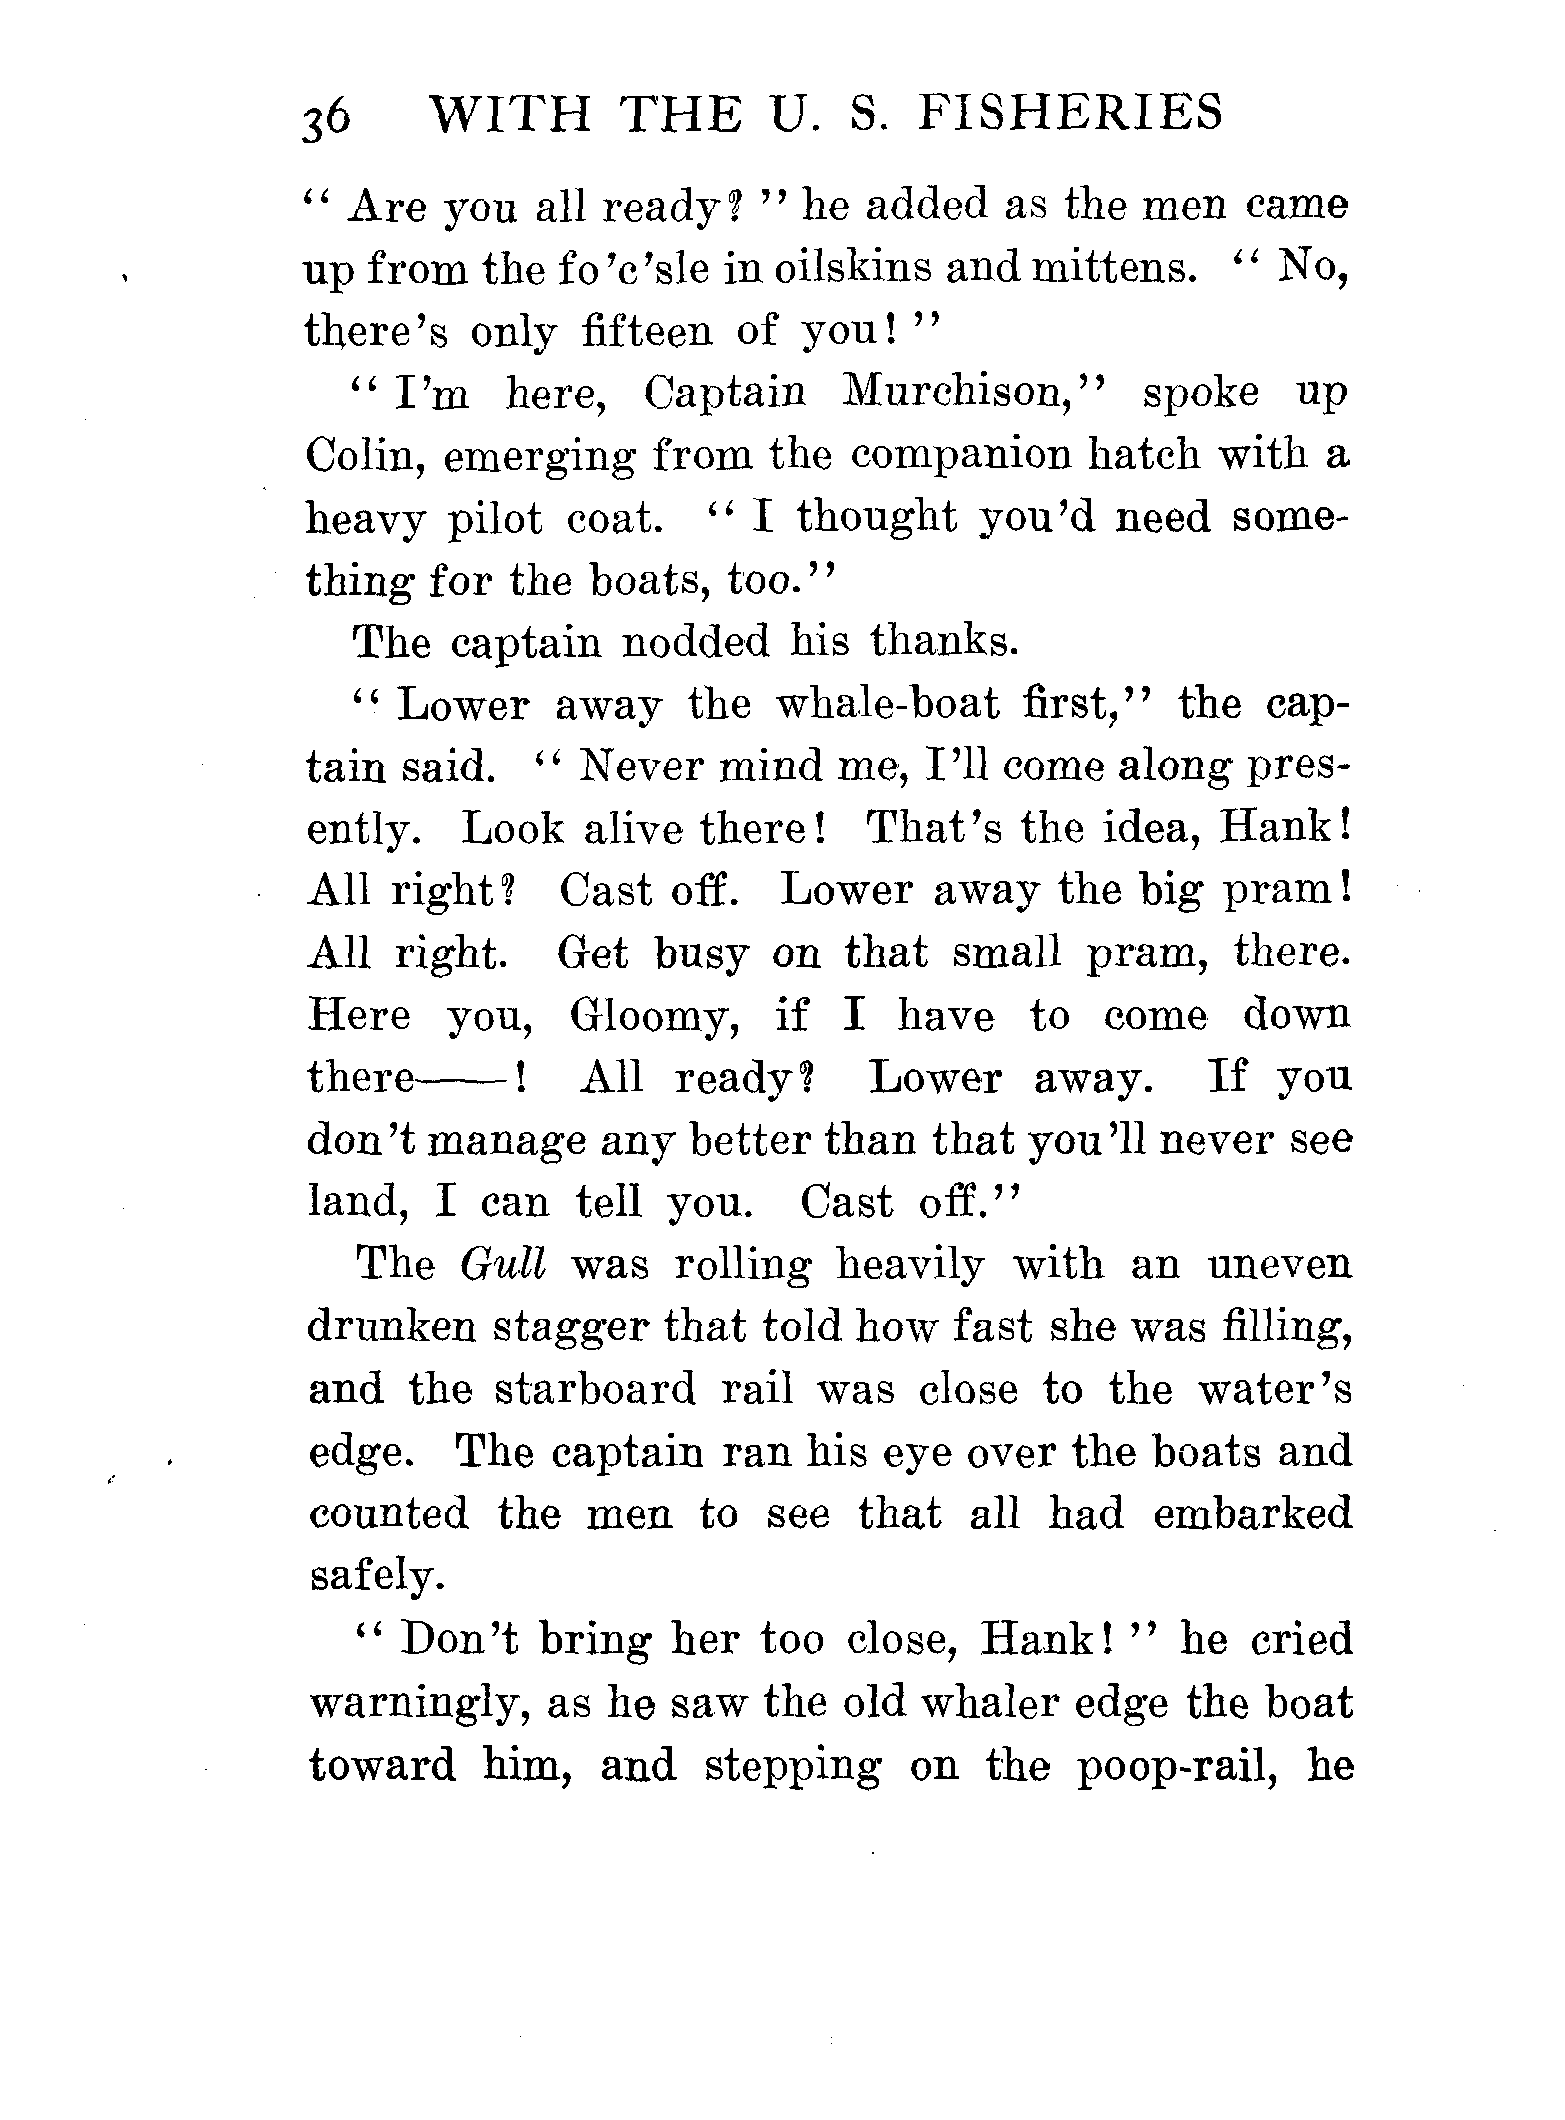 36 WITH THE U. S. FISHERIES
“ Are you all ready? ” he added as the men came
up from the fo’c’sle in oilskins and mittens. “ No,
there’s only fifteen of you! ”
“ I’m here, Captain Murchison,” spoke up
Colin, emerging from the companion hatch with a
heavy pilot coat. “ I thought you’d need some-
thing for the boats, too.”
The captain nodded his thanks.
“ Lower away the whale-boat first,” the cap-
tain said. “ Never mind me, I’ll come along pres-
ently. Look alive there! That’s the idea, Hank!
All right? Cast off. Lower away the big pram!
All right. Get busy on that small pram, there.
Here you, Gloomy, if I have to come down
there——! All ready? Lower away. If you
don’t manage any better than that you’ll never see
land, I can tell you. Cast off.”
The Gull was rolling heavily with an uneven
drunken stagger that told how fast she was filling,
and the starboard rail was close to the water’s
edge. The captain ran his eye over the boats and
counted the men to see that all had embarked
safely.
“ Don’t bring her too close, Hank! ” he cried
warningly, as he saw the old whaler edge the boat
toward him, and stepping on the poop-rail, he